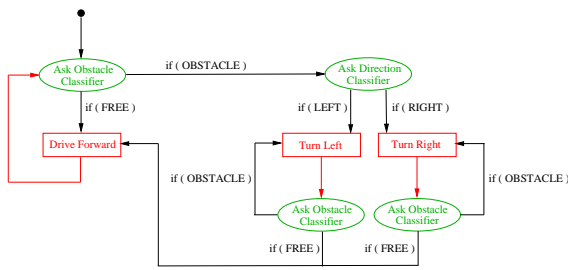 Ask Obstacle
Classifier
if ( OBSTACLE )
Ask Direction
Classifier
if ( FREE )
if ( LEFT )
if ( RIGHT )
Drive Forward
Turn Left
Turn Right
if ( OBSTACLE )
if ( OBSTACLE )
Ask Obstacle
Classifier
Ask Obstacle
Classifier
if ( FREE )
if ( FREE )